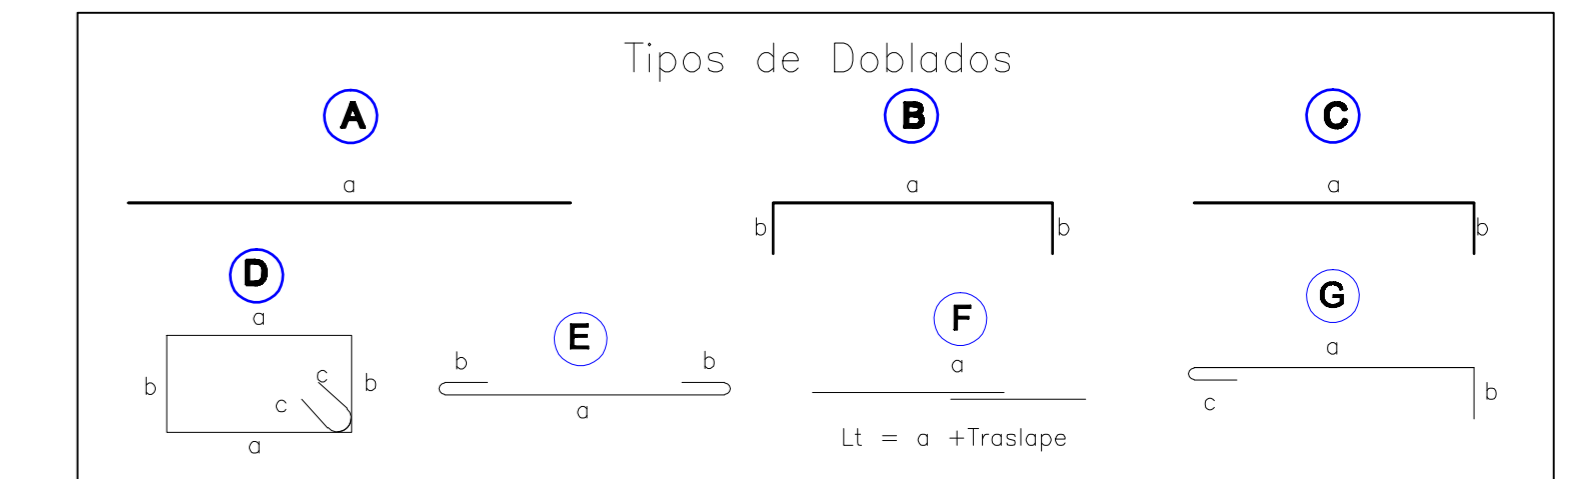 Tipos de Doblados
A B C
a a a
b b b
D
a
E F G
b b c b
a
b b
c
a
a
c
b
a
Lt = a +Traslape
c
a